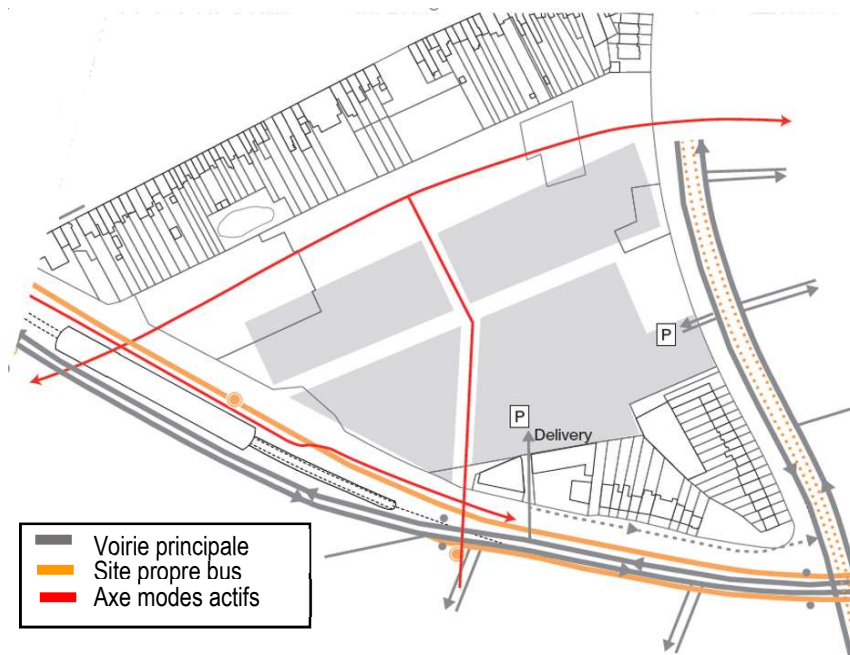 P
P
Delivery
Voirie principale
Site propre bus
Axe modes actifs